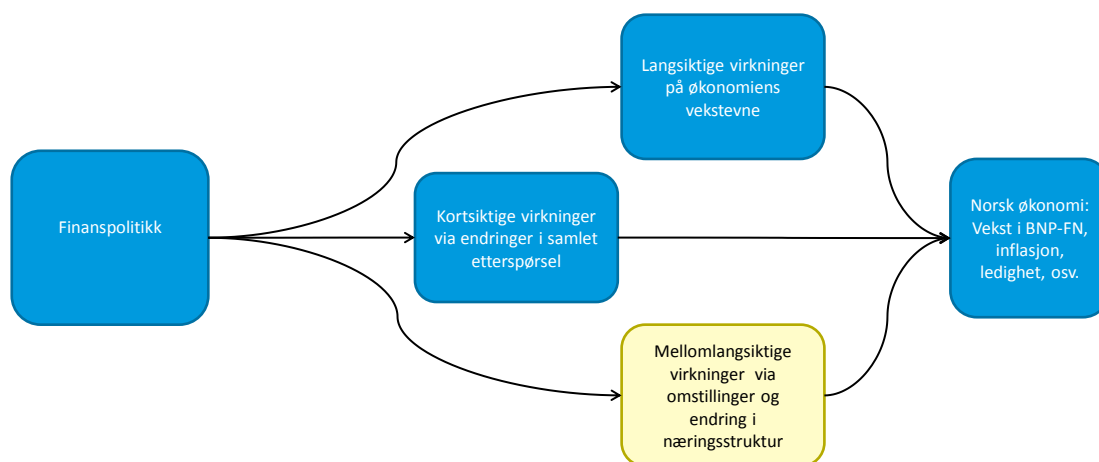 Langsiktige virkninger
på økonomiens
vekstevne
Finanspolitikk
Kortsiktige virkninger
via endringer i samlet
etterspørsel
Norsk økonomi:
Vekst i BNP-FN,
inflasjon,
ledighet, osv.
Mellomlangsiktige
virkninger via
omstillinger og
endring i
næringsstruktur